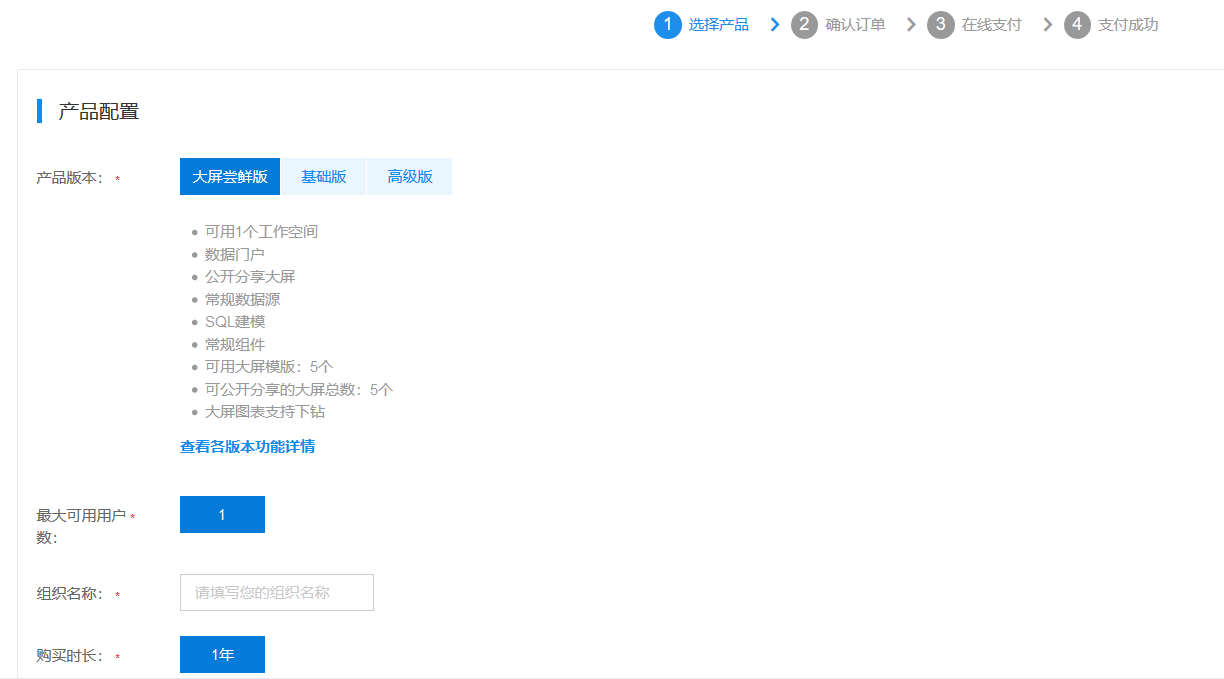 1 选择产品 2 确认订单 3 在线支付 4 支付成功
产品配置
产品版本： * 大屏尝鲜版 基础版 高级版
可用1个工作空间
数据门户
公开分享大屏
常规数据源
SQL建模
常规组件
可用大屏模版：5个
可公开分享的大屏总数：5个
大屏图表支持下钻
查看各版本功能详情
最大可用用户 * 1
数：
组织名称： * 请填写您的组织名称
购买时长： * 1年